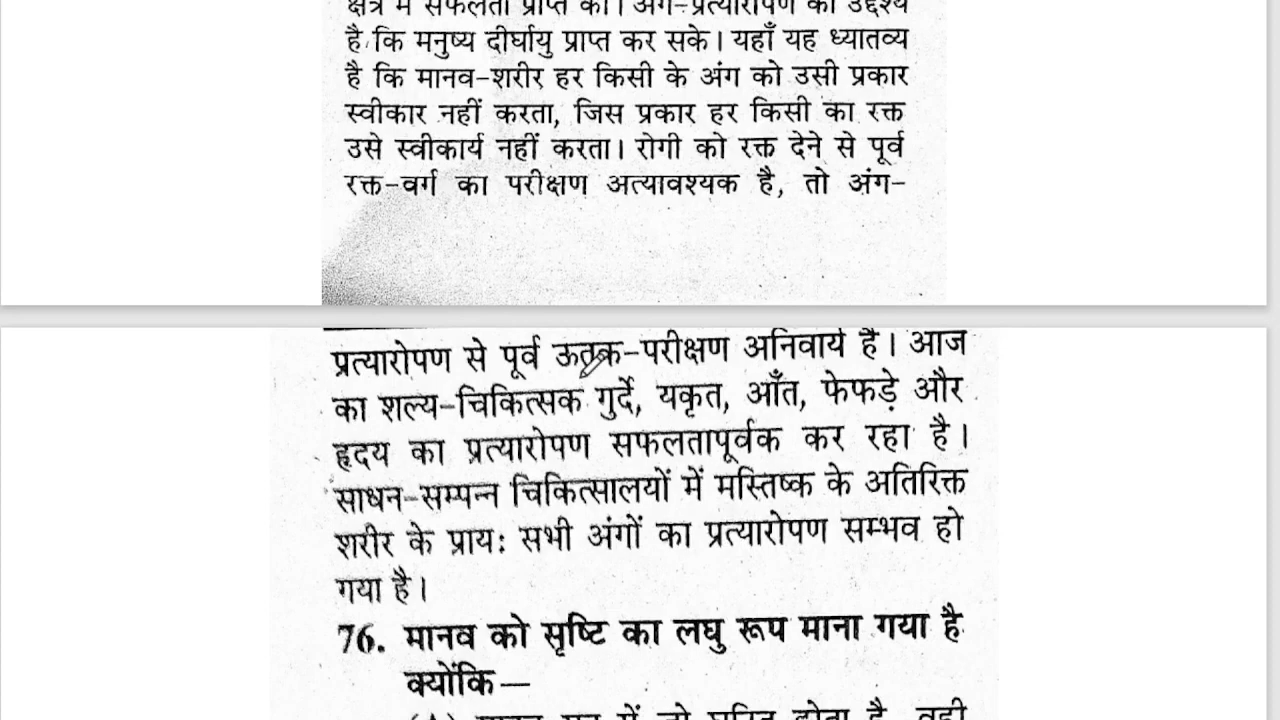 क्षेत्र में सफलता प्राप्त की। अंग-प्रत्यारोपण का उद्देश्य
है कि मनुष्य दीर्घायु प्राप्त कर सके। यहाँ यह ध्यातव्य
है कि मानव-शरीर हर किसी के अंग को उसी प्रकार
स्वीकार नहीं करता, जिस प्रकार हर किसी का रक्त
उसे स्वीकार्य नहीं करता। रोगी को रक्त देने से पूर्व
रक्त-वर्ग का परीक्षण अत्यावश्यक है, तो अंग-
प्रत्यारोपण से पूर्व ऊतक-परीक्षण अनिवार्य है। आज
का शल्य-चिकित्सक गुर्दे, यकृत, आँत, फेफड़े और
हृदय का प्रत्यारोपण सफलतापूर्वक कर रहा है।
साधन-सम्पन्न चिकित्सालयों में मस्तिष्क के अतिरिक्त
शरीर के प्रायः सभी अंगों का प्रत्यारोपण सम्भव हो
गया है।
76. मानव को सृष्टि का लघु रूप माना गया है
क्योंकि—